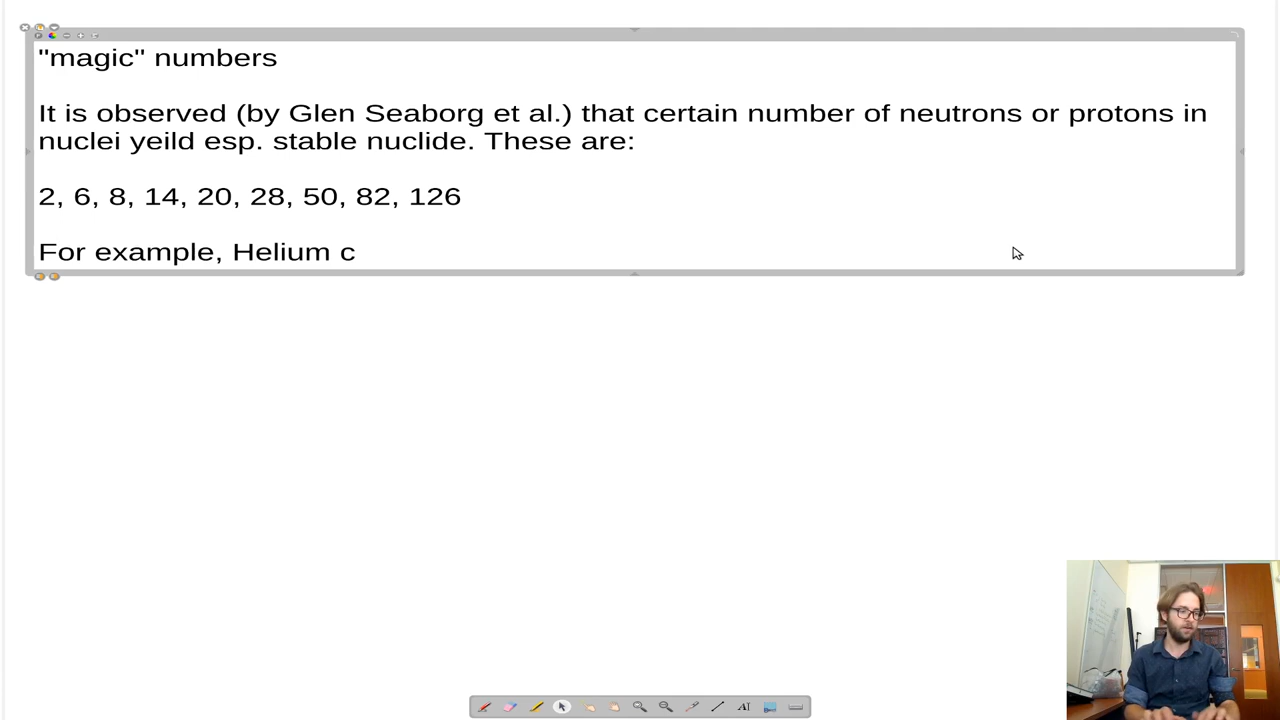 "magic" numbers
It is observed (by Glen Seaborg et al.) that certain number of neutrons or protons in
nuclei yeild esp. stable nuclide. These are:
2, 6, 8, 14, 20, 28, 50, 82, 126
For example, Helium c